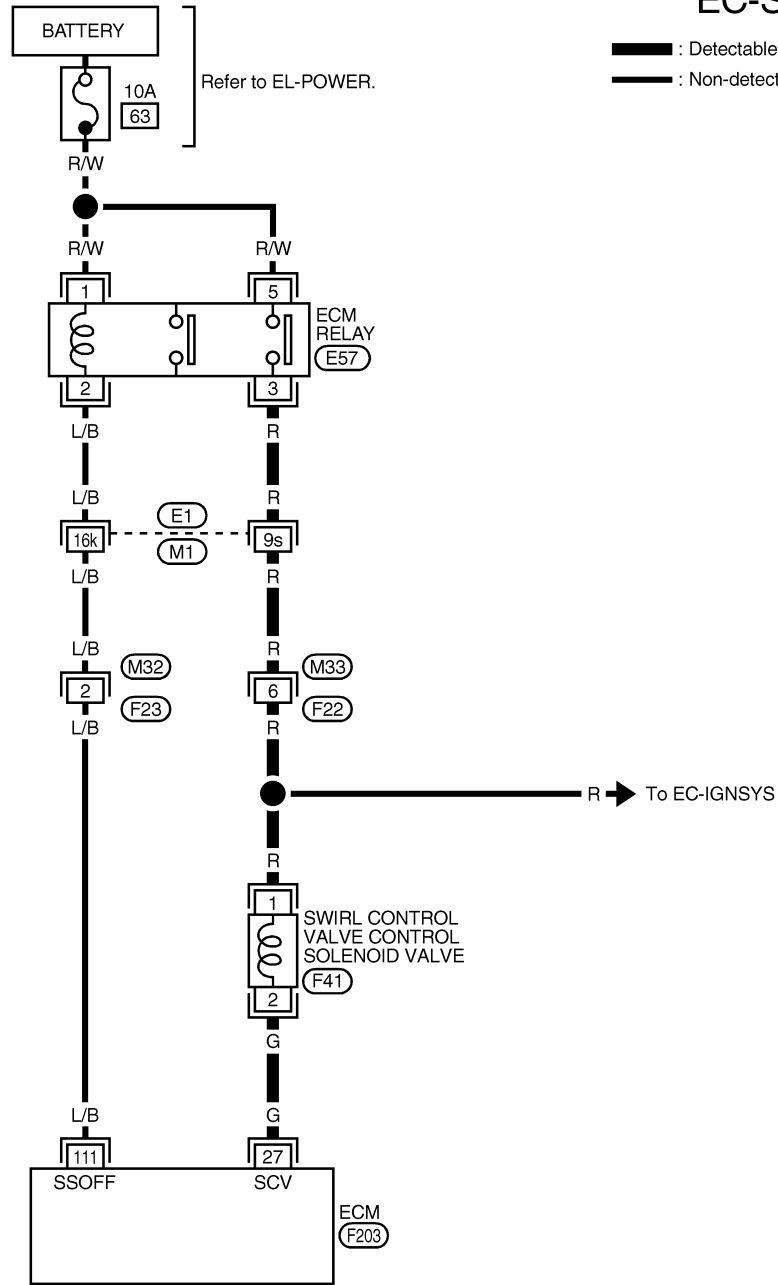 EC-S
BATTERY
: Detectable
: Non-detect
Refer to EL-POWER.
10A
63
R/W
R/W
R/W
1
5
ECM
RELAY
E57
2
3
L/B
R
L/B
R
E1
16k
9s
M1
L/B
R
L/B
R
M32
M33
2
6
F23
F22
L/B
R
R
To EC-IGNSYS
R
1
SWIRL CONTROL
VALVE CONTROL
SOLENOID VALVE
F41
2
G
L/B
G
111
27
SSOFF
SCV
ECM
F203